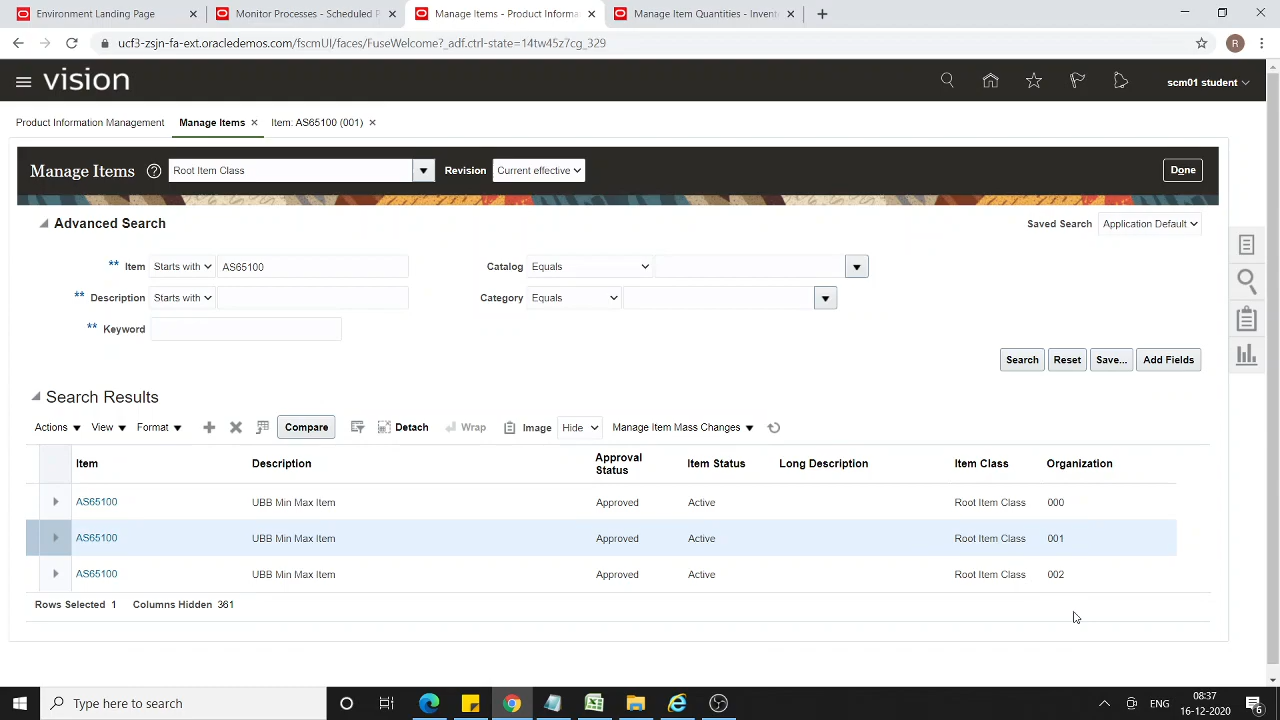 Environment Landing Page
Monitor Processes - Scheduled P
Manage Items - Product Informa
Manage Item Quantities - Invent
ucf3-zsjn-fa-ext.oracledemos.com/fscmUI/faces/FuseWelcome?_adf.ctrl-state=14tw45z7cg_329
R
vision
scm01 student
Product Information Management
Manage Items
Item: AS65100 (001)
Manage Items
Root Item Class
Revision
Current effective
Done
Advanced Search
Saved Search
Application Default
** Item
Starts with
AS65100
Catalog
Equals
** Description
Starts with
Category
Equals
** Keyword
Search
Reset
Save...
Add Fields
Search Results
Actions
View
Format
Compare
Detach
Wrap
Image
Hide
Manage Item Mass Changes
Item Description Approval Status Item Status Long Description Item Class Organization
AS65100 UBB Min Max Item Approved Active Root Item Class 000
AS65100 UBB Min Max Item Approved Active Root Item Class 001
AS65100 UBB Min Max Item Approved Active Root Item Class 002
Rows Selected 1 Columns Hidden 361
Type here to search
ENG
08:37
16-12-2020
6